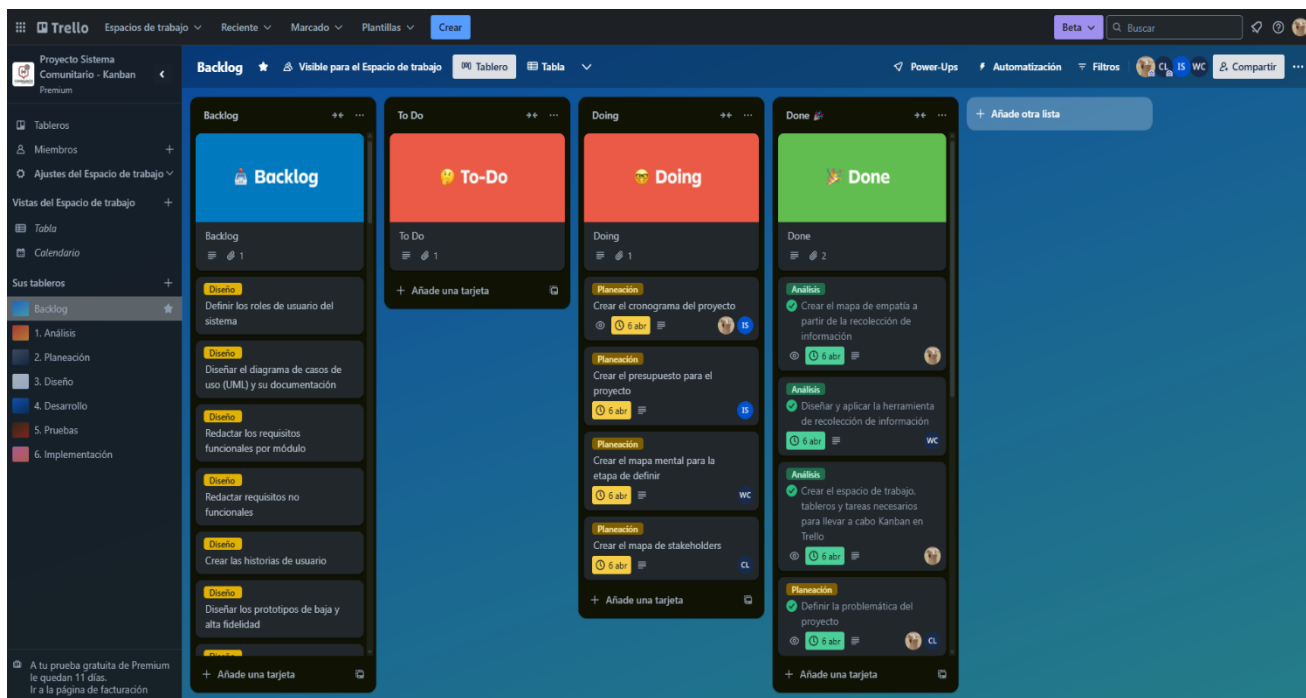 Trello
Espacios de trabajo
Reciente
Marcado
Plantillas
Crear
Beta
Buscar
Proyecto Sistema
Comunitario - Kanban
Premium
Backlog
Visible para el Espacio de trabajo
Tablero
Tabla
Power-Ups
Automatización
Filtros
CL
IS
WC
Compartir
Tableros
Miembros
Ajustes del Espacio de trabajo
Vistas del Espacio de trabajo
Tabla
Calendario
Sus tableros
Backlog
1. Análisis
2. Planeación
3. Diseño
4. Desarrollo
5. Pruebas
6. Implementación
A tu prueba gratuita de Premium
le quedan 11 días.
Ir a la página de facturación
Backlog
Backlog
Backlog
1
Diseño
Definir los roles de usuario del
sistema
Diseño
Diseñar el diagrama de casos de
uso (UML) y su documentación
Diseño
Redactar los requisitos
funcionales por módulo
Diseño
Redactar requisitos no
funcionales
Diseño
Crear las historias de usuario
Diseño
Diseñar los prototipos de baja y
alta fidelidad
+ Añade una tarjeta
To Do
To-Do
To Do
1
+ Añade una tarjeta
Doing
Doing
Doing
1
Planeación
Crear el cronograma del proyecto
6 abr
IS
Planeación
Crear el presupuesto para el
proyecto
6 abr
IS
Planeación
Crear el mapa mental para la
etapa de definir
6 abr
WC
Planeación
Crear el mapa de stakeholders
6 abr
CL
+ Añade una tarjeta
Done 🎉
Done
Done
2
Análisis
Crear el mapa de empatía a
partir de la recolección de
información
6 abr
Análisis
Diseñar y aplicar la herramienta
de recolección de información
6 abr
WC
Análisis
Crear el espacio de trabajo,
tableros y tareas necesarios
para llevar a cabo Kanban en
Trello
6 abr
Planeación
Definir la problemática del
proyecto
6 abr
CL
+ Añade una tarjeta
+ Añade otra lista